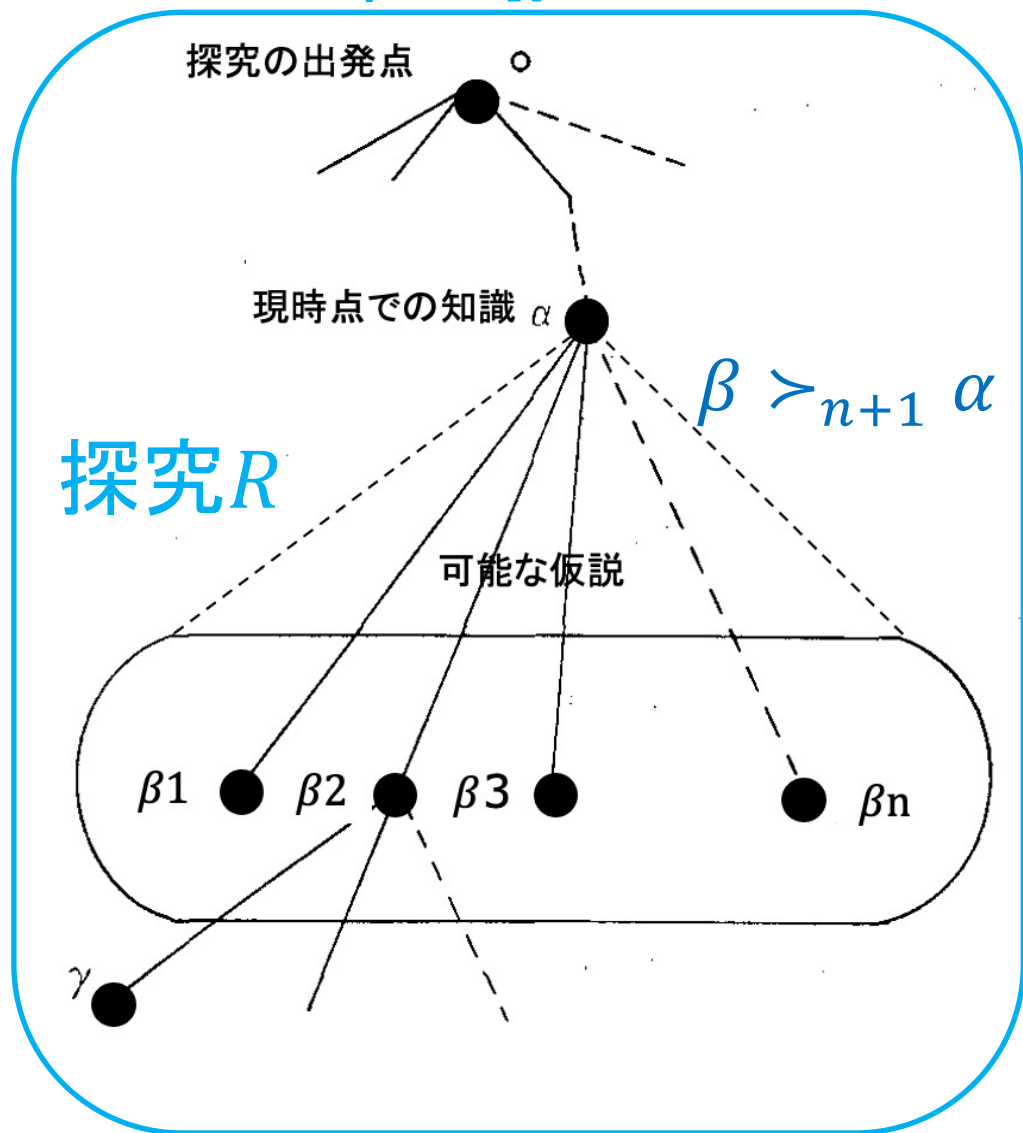 探究の出発点
現時点での知識 α
β ≻n+1 α
探究R
可能な仮説
β1 β2 β3 βn
γ